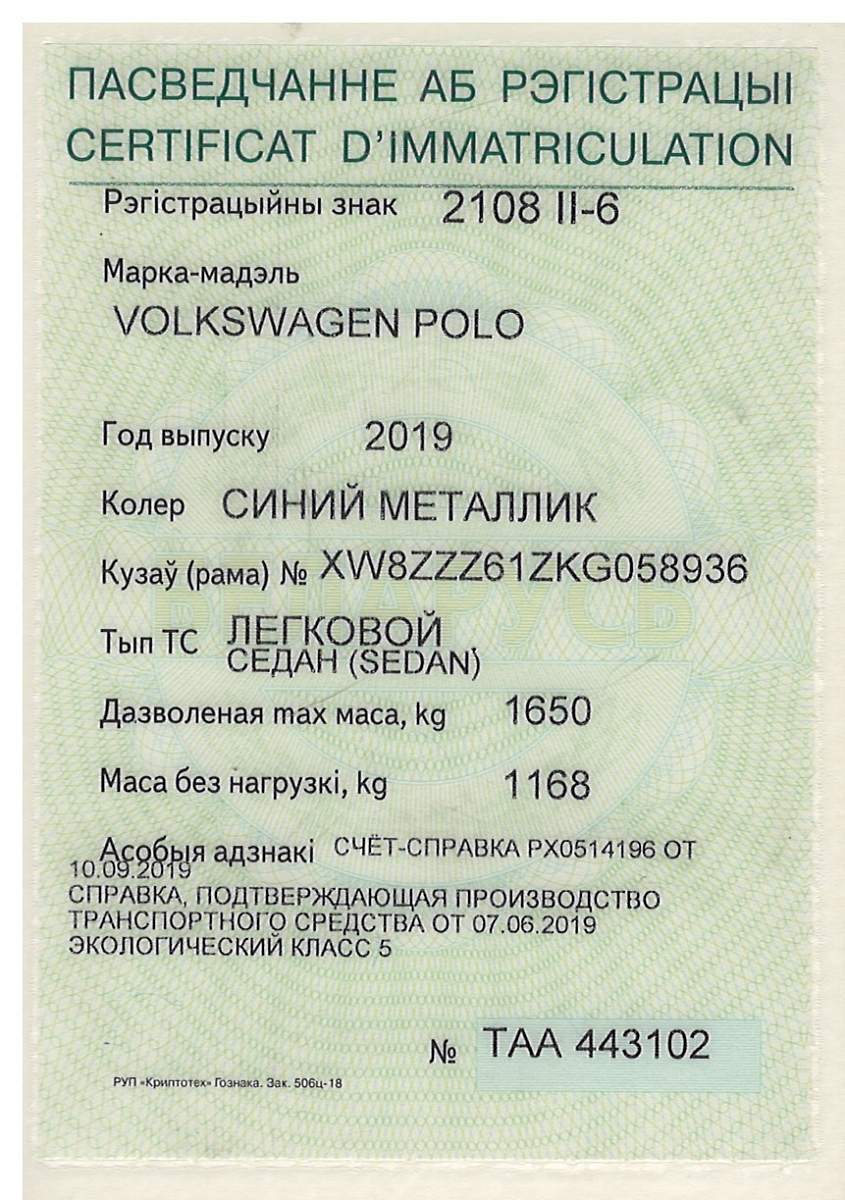 ПАСВЕДЧАННЕ АБ РЭГІСТРАЦЫІ
CERTIFICAT D'IMMATRICULATION
Рэгістрацыйны знак 2108 II-6
Марка-мадэль
VOLKSWAGEN POLO
Год выпуску 2019
Колер СИНИЙ МЕТАЛЛИК
Кузаў (рама) № XW8ZZZ61ZKG058936
БЕЛАРУСЬ
Тып ТС ЛЕГКОВОЙ
СЕДАН (SEDAN)
Дазволеная max маса, kg 1650
Маса без нагрузкі, kg 1168
Асобыя адзнакі СЧЁТ-СПРАВКА РХ0514196 ОТ
10.09.2019
СПРАВКА, ПОДТВЕРЖДАЮЩАЯ ПРОИЗВОДСТВО
ТРАНСПОРТНОГО СРЕДСТВА ОТ 07.06.2019
ЭКОЛОГИЧЕСКИЙ КЛАСС 5
№ ТАА 443102
РУП «Криптотех» Гознака. Зак. 506ц-18